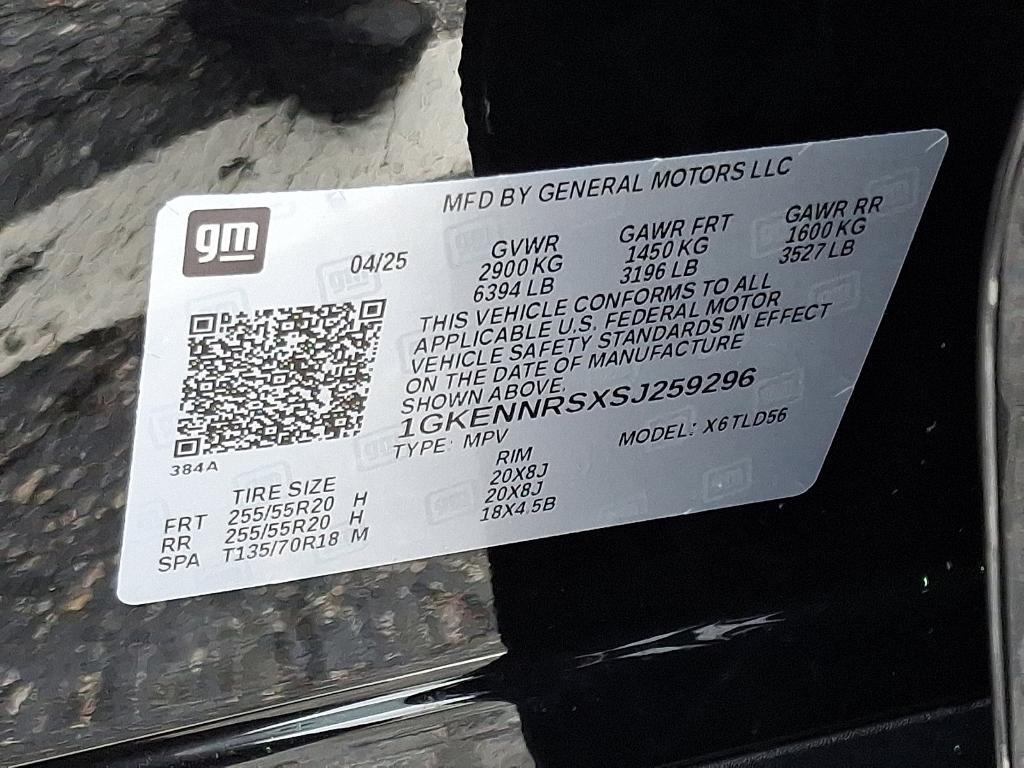 MFD BY GENERAL MOTORS LLC
gm
04/25
GVWR
2900 KG
6394 LB
GAWR FRT
1450 KG
3196 LB
GAWR RR
1600 KG
3527 LB
THIS VEHICLE CONFORMS TO ALL
APPLICABLE U.S. FEDERAL MOTOR
VEHICLE SAFETY STANDARDS IN EFFECT
ON THE DATE OF MANUFACTURE
SHOWN ABOVE.
1GKENNRSXSJ259296
TYPE: MPV
MODEL: X6TLD56
384A
TIRE SIZE
RIM
FRT 255/55R20 H 20X8J
RR 255/55R20 H 20X8J
SPA T135/70R18 M 18X4.5B